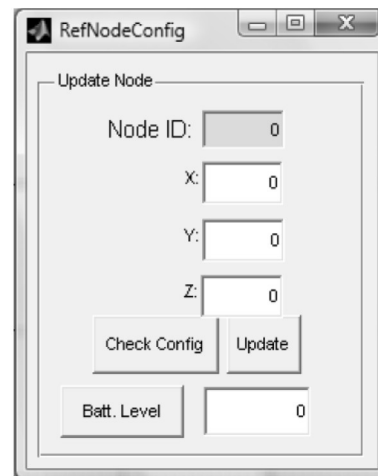 RefNodeConfig
Update Node
Node ID: 0
X: 0
Y: 0
Z: 0
Check Config Update
Batt. Level 0